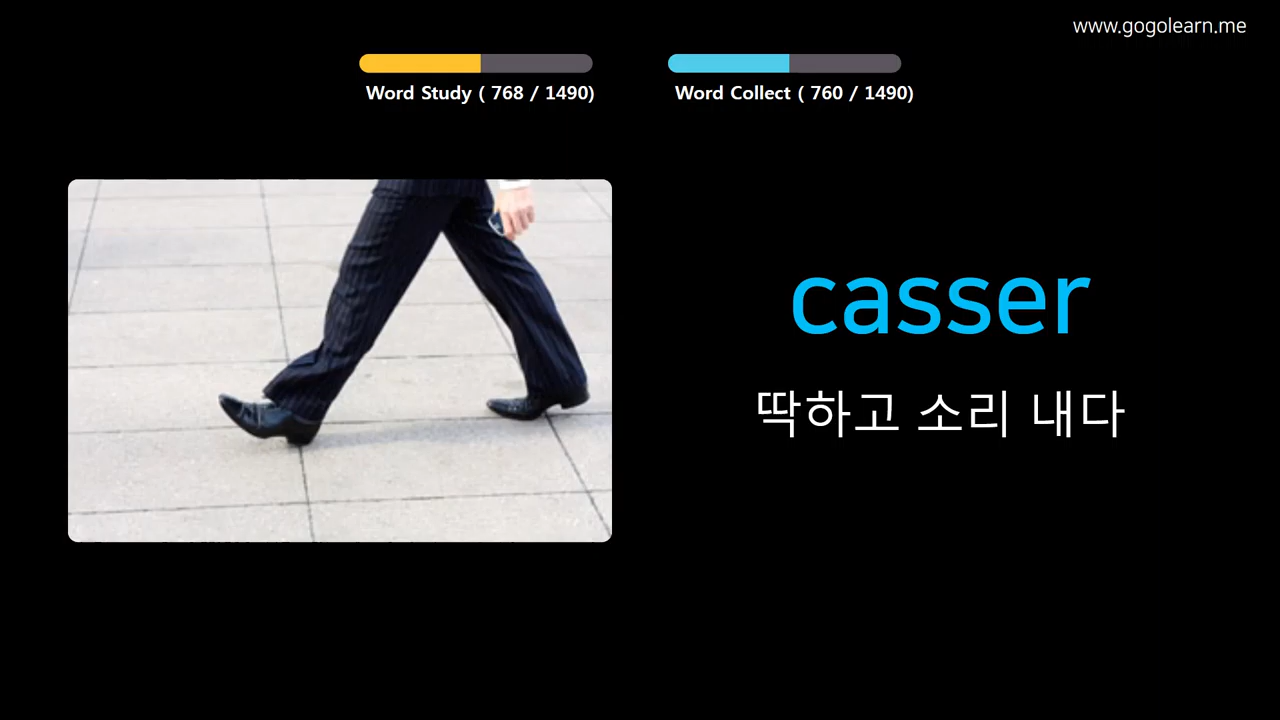 www.gogolearn.me
Word Study ( 768 / 1490)
Word Collect ( 760 / 1490)
casser
딱하고 소리 내다